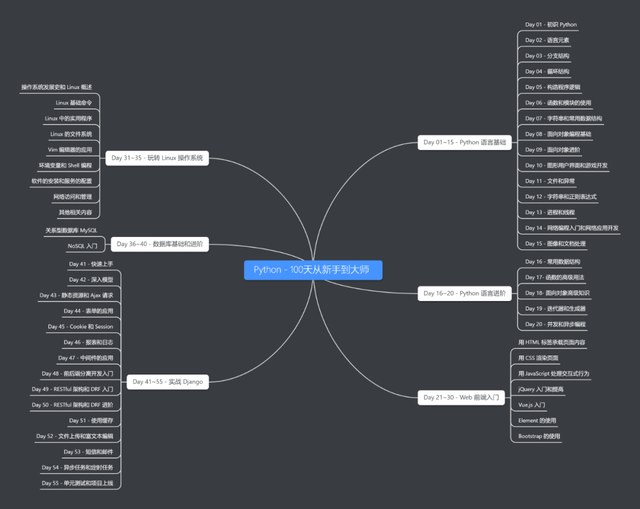 Python - 100天从新手到大师
Day 01~15 - Python 语言基础
Day 01 - 初识 Python
Day 02 - 语言元素
Day 03 - 分支结构
Day 04 - 循环结构
Day 05 - 构造程序逻辑
Day 06 - 函数和模块的使用
Day 07 - 字符串和常用数据结构
Day 08 - 面向对象编程基础
Day 09 - 面向对象进阶
Day 10 - 图形用户界面和游戏开发
Day 11 - 文件和异常
Day 12 - 字符串和正则表达式
Day 13 - 进程和线程
Day 14 - 网络编程入门和网络应用开发
Day 15 - 图像和文档处理
Day 16~20 - Python 语言进阶
Day 16 - 常用数据结构
Day 17- 函数的高级用法
Day 18- 面向对象高级知识
Day 19 - 迭代器和生成器
Day 20 - 并发和异步编程
Day 21~30 - Web 前端入门
用 HTML 标签承载页面内容
用 CSS 渲染页面
用 JavaScript 处理交互式行为
jQuery 入门和提高
Vue.js 入门
Element 的使用
Bootstrap 的使用
Day 31~35 - 玩转 Linux 操作系统
操作系统发展史和 Linux 概述
Linux 基础命令
Linux 中的实用程序
Linux 的文件系统
Vim 编辑器的应用
环境变量和 Shell 编程
软件的安装和服务的配置
网络访问和管理
其他相关内容
Day 36~40 - 数据库基础和进阶
关系型数据库 MySQL
NoSQL 入门
Day 41~55 - 实战 Django
Day 41 - 快速上手
Day 42 - 深入模型
Day 43 - 静态资源和 Ajax 请求
Day 44 - 表单的应用
Day 45 - Cookie 和 Session
Day 46 - 报表和日志
Day 47 - 中间件的应用
Day 48 - 前后端分离开发入门
Day 49 - RESTful 架构和 DRF 入门
Day 50 - RESTful 架构和 DRF 进阶
Day 51 - 使用缓存
Day 52 - 文件上传和富文本编辑
Day 53 - 短信和邮件
Day 54 - 异步任务和定时任务
Day 55 - 单元测试和项目上线